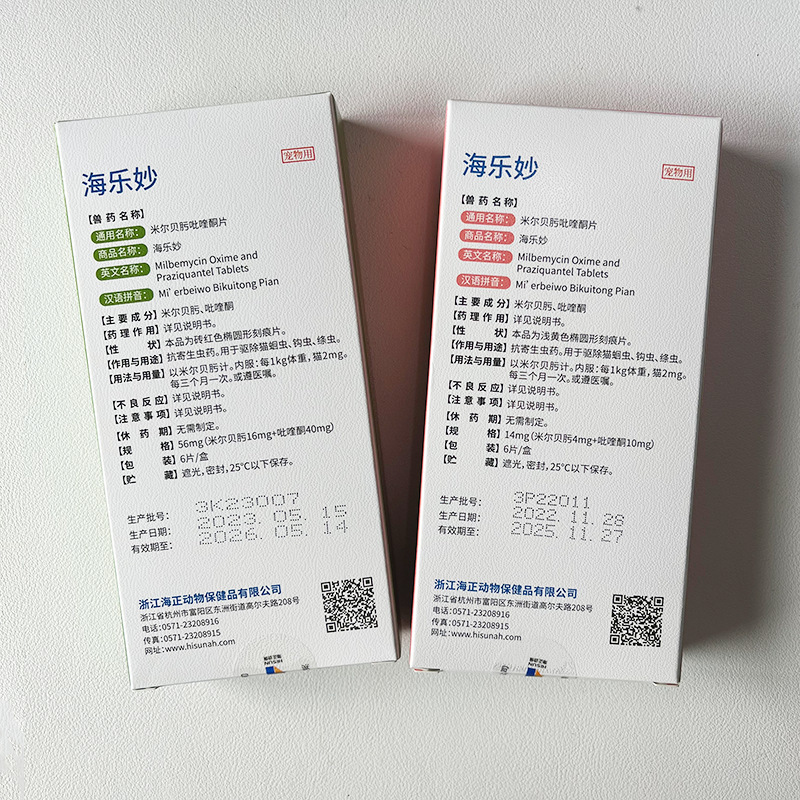 海乐妙
宠物用
【兽药名称】
通用名称： 米尔贝肟吡喹酮片
商品名称： 海乐妙
英文名称： Milbemycin Oxime and
Praziquantel Tablets
汉语拼音： Mi’erbeiwo Bikuitong Pian
【主要成分】米尔贝肟、吡喹酮
【药理作用】详见说明书。
【性 状】本品为砖红色椭圆形刻痕片。
【作用与用途】抗寄生虫药。用于驱除猫蛔虫、钩虫、绦虫。
【用法与用量】以米尔贝肟计。内服：每1kg体重，猫2mg。
每三个月一次。或遵医嘱。
【不良反应】详见说明书。
【注意事项】详见说明书。
【休 药 期】无需制定。
【规 格】56mg（米尔贝肟16mg+吡喹酮40mg）
【包 装】6片/盒
【贮 藏】遮光，密封，25℃以下保存。
生产批号： 3K23007
生产日期： 2023. 05. 15
有效期至： 2026. 05. 14
浙江海正动物保健品有限公司
浙江省杭州市富阳区东洲街道高尔夫路208号
电话：0571-23208916
传真：0571-23208915
网址：www.hisunah.com
HISUN
海乐妙
宠物用
【兽药名称】
通用名称： 米尔贝肟吡喹酮片
商品名称： 海乐妙
英文名称： Milbemycin Oxime and
Praziquantel Tablets
汉语拼音： Mi’erbeiwo Bikuitong Pian
【主要成分】米尔贝肟、吡喹酮
【药理作用】详见说明书。
【性 状】本品为浅黄色椭圆形刻痕片。
【作用与用途】抗寄生虫药。用于驱除猫蛔虫、钩虫、绦虫。
【用法与用量】以米尔贝肟计。内服：每1kg体重，猫2mg。
每三个月一次。或遵医嘱。
【不良反应】详见说明书。
【注意事项】详见说明书。
【休 药 期】无需制定。
【规 格】14mg（米尔贝肟4mg+吡喹酮10mg）
【包 装】6片/盒
【贮 藏】遮光，密封，25℃以下保存。
生产批号： 3P22011
生产日期： 2022. 11. 28
有效期至： 2025. 11. 27
浙江海正动物保健品有限公司
浙江省杭州市富阳区东洲街道高尔夫路208号
电话：0571-23208916
传真：0571-23208915
网址：www.hisunah.com
HISUN